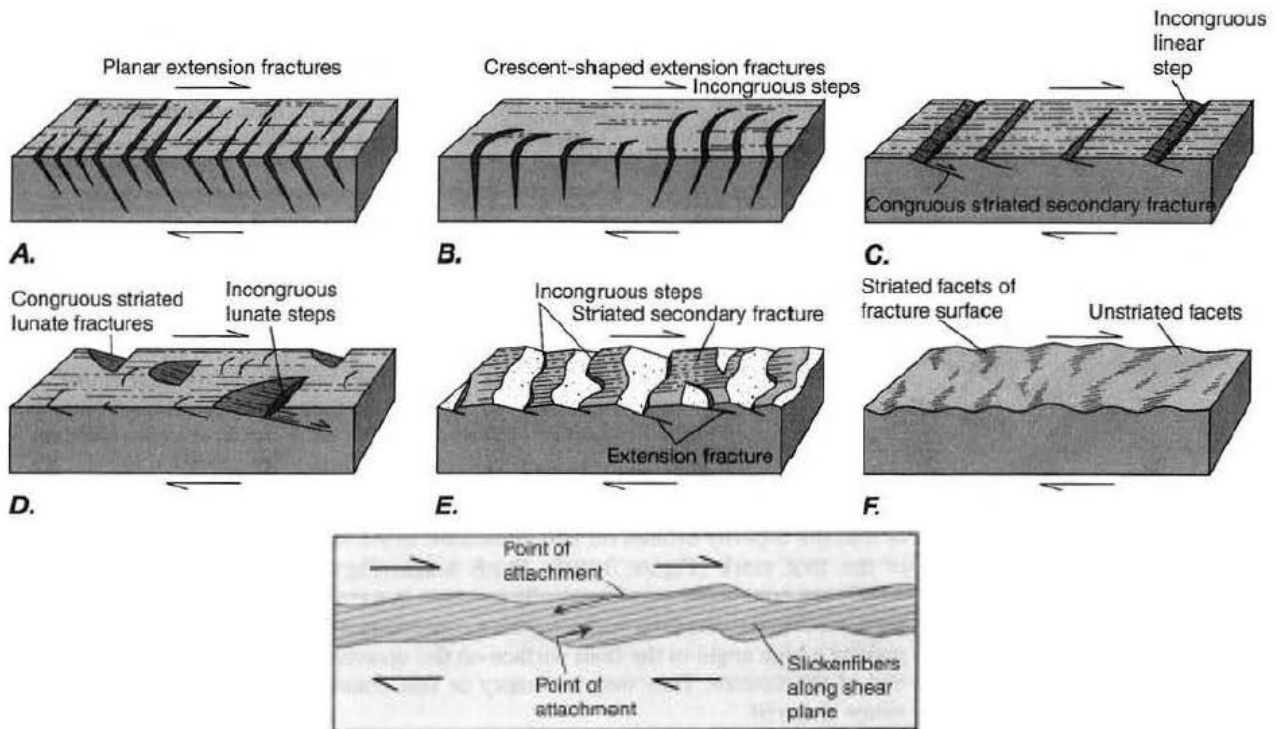 Planar extension fractures
Crescent-shaped extension fractures
Incongruous steps
Incongruous
linear
step
Congruous striated secondary fracture
A.
B.
C.
Congruous striated
lunate fractures
Incongruous
lunate steps
Incongruous steps
Striated secondary fracture
Striated facets of
fracture surface
Unstriated facets
Extension fracture
D.
E.
F.
Point of
attachment
Point of
attachment
Slickenfibers
along shear
plane